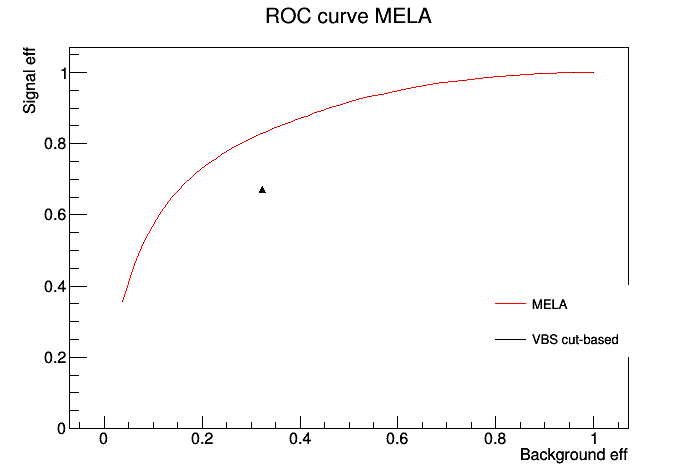 ROC curve MELA
Signal eff
1
0.8
0.6
0.4
0.2
0
MELA
VBS cut-based
0 0.2 0.4 0.6 0.8 1
Background eff